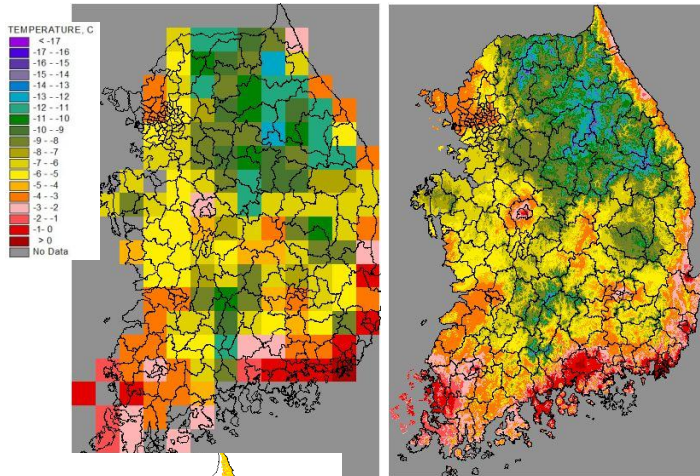 TEMPERATURE, C
< -17
-17 - -16
-16 - -15
-15 - -14
-14 - -13
-13 - -12
-12 - -11
-11 - -10
-10 - -9
-9 - -8
-8 - -7
-7 - -6
-6 - -5
-5 - -4
-4 - -3
-3 - -2
-2 - -1
-1 - 0
> 0
No Data